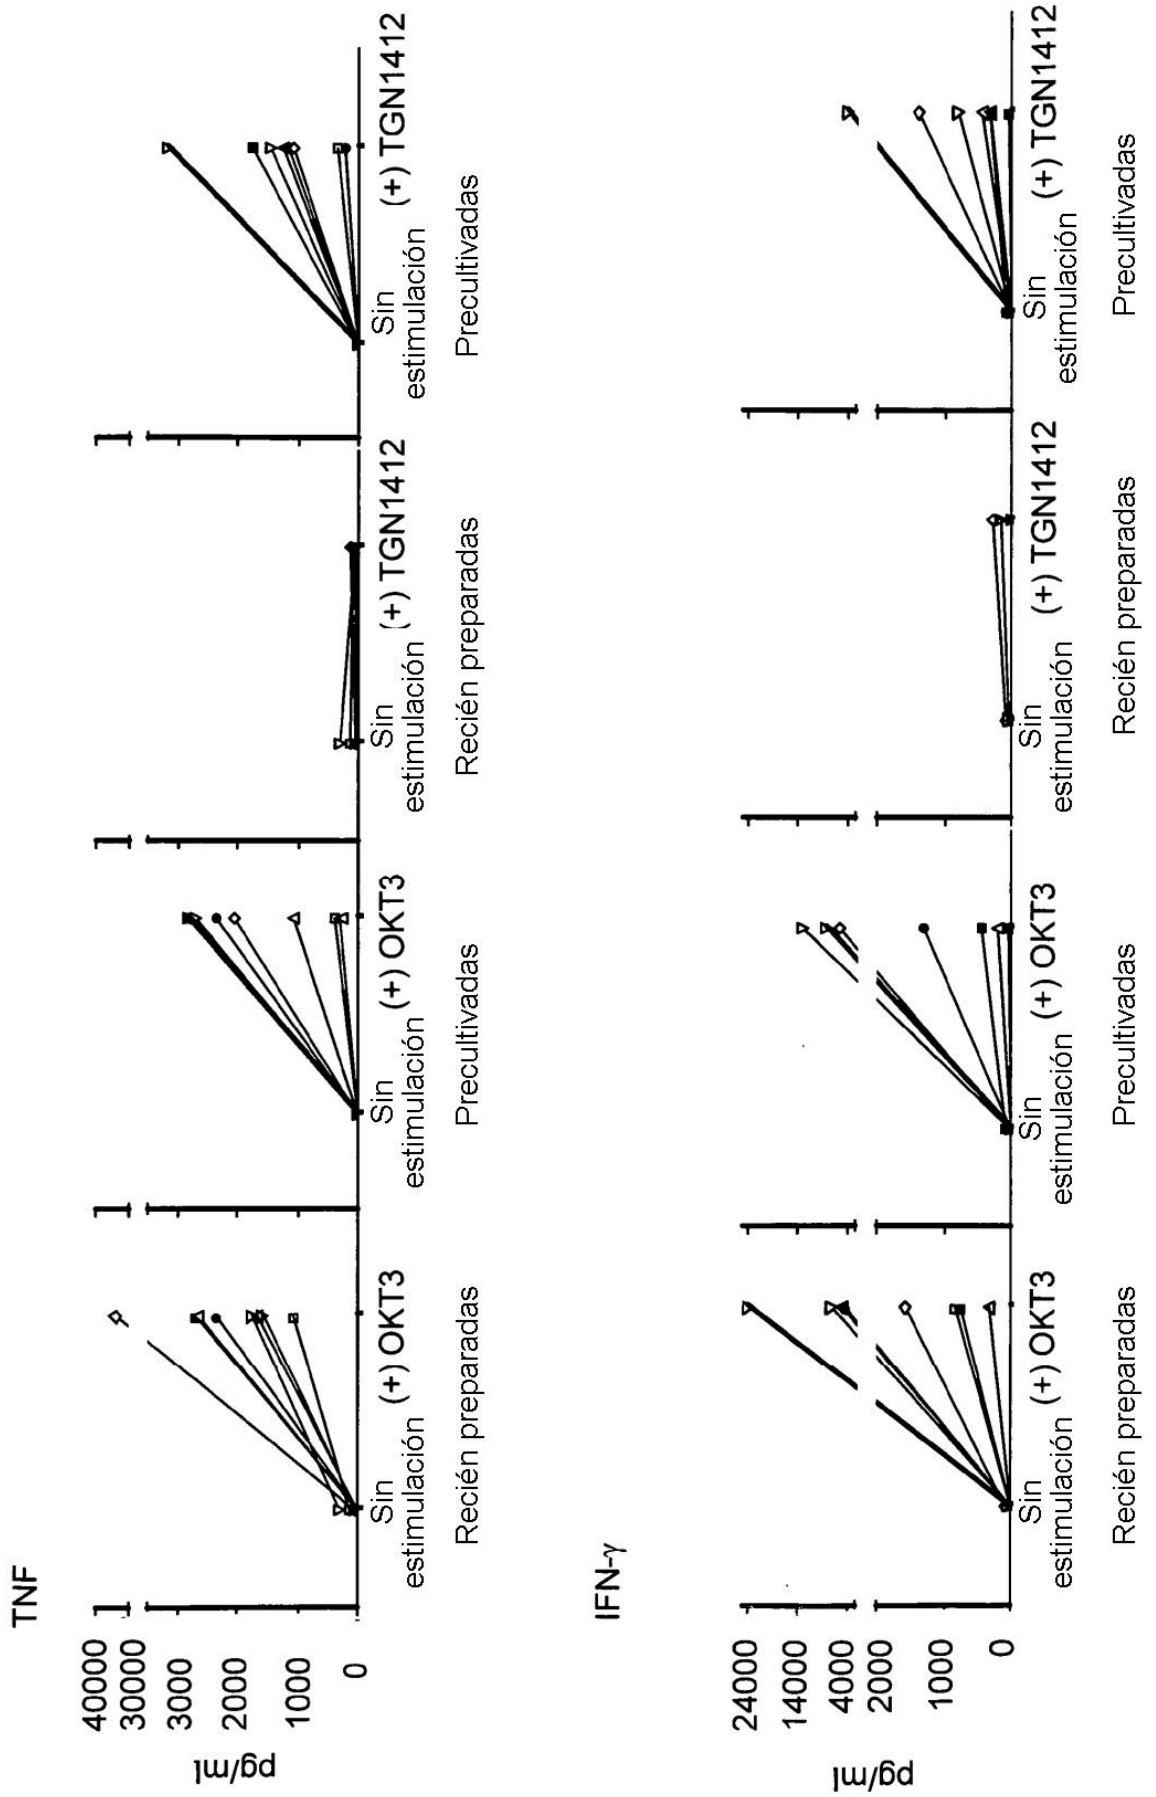 TNF
pg/ml
40000
30000
3000
2000
1000
0
Sin
estimulación (+) OKT3
Recién preparadas
Sin
estimulación (+) OKT3
Precultivadas
Sin
estimulación (+) TGN1412
Recién preparadas
Sin
estimulación (+) TGN1412
Precultivadas
IFN-γ
pg/ml
24000
14000
4000
2000
1000
0
Sin
estimulación (+) OKT3
Recién preparadas
Sin
estimulación (+) OKT3
Precultivadas
Sin
estimulación (+) TGN1412
Recién preparadas
Sin
estimulación (+) TGN1412
Precultivadas